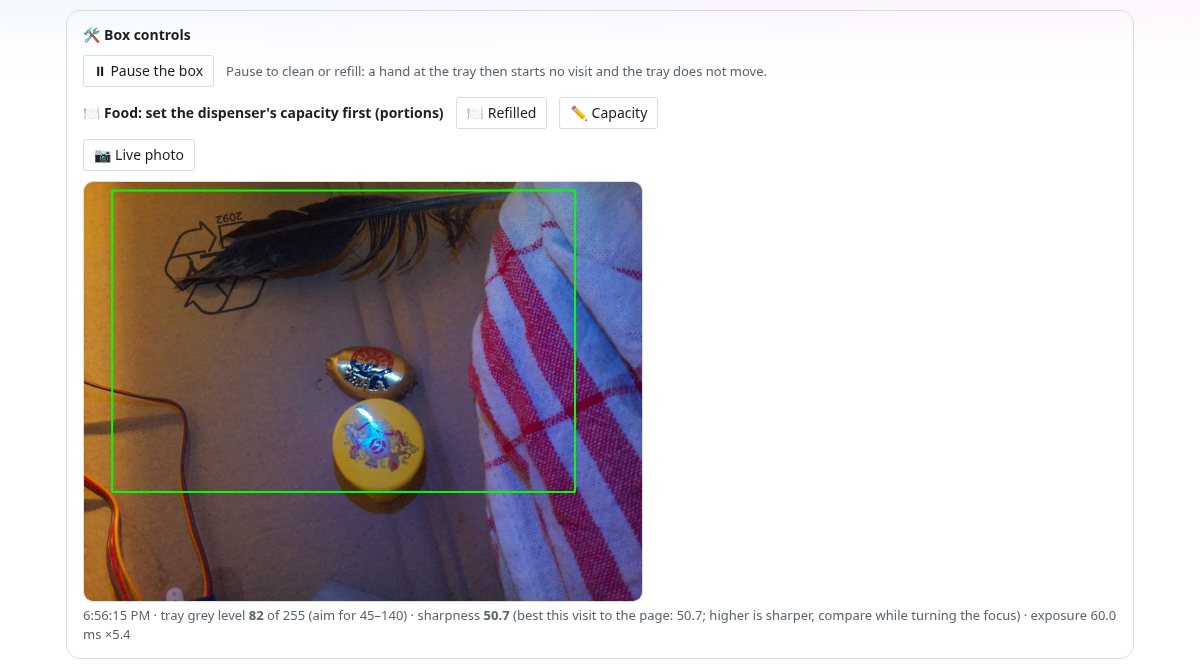 🛠️ Box controls
⏸ Pause the box
Pause to clean or refill: a hand at the tray then starts no visit and the tray does not move.
🍽️ Food: set the dispenser's capacity first (portions)
🍽️ Refilled
✏️ Capacity
📷 Live photo
2092
6:56:15 PM · tray grey level 82 of 255 (aim for 45–140) · sharpness 50.7 (best this visit to the page: 50.7; higher is sharper, compare while turning the focus) · exposure 60.0
ms ×5.4